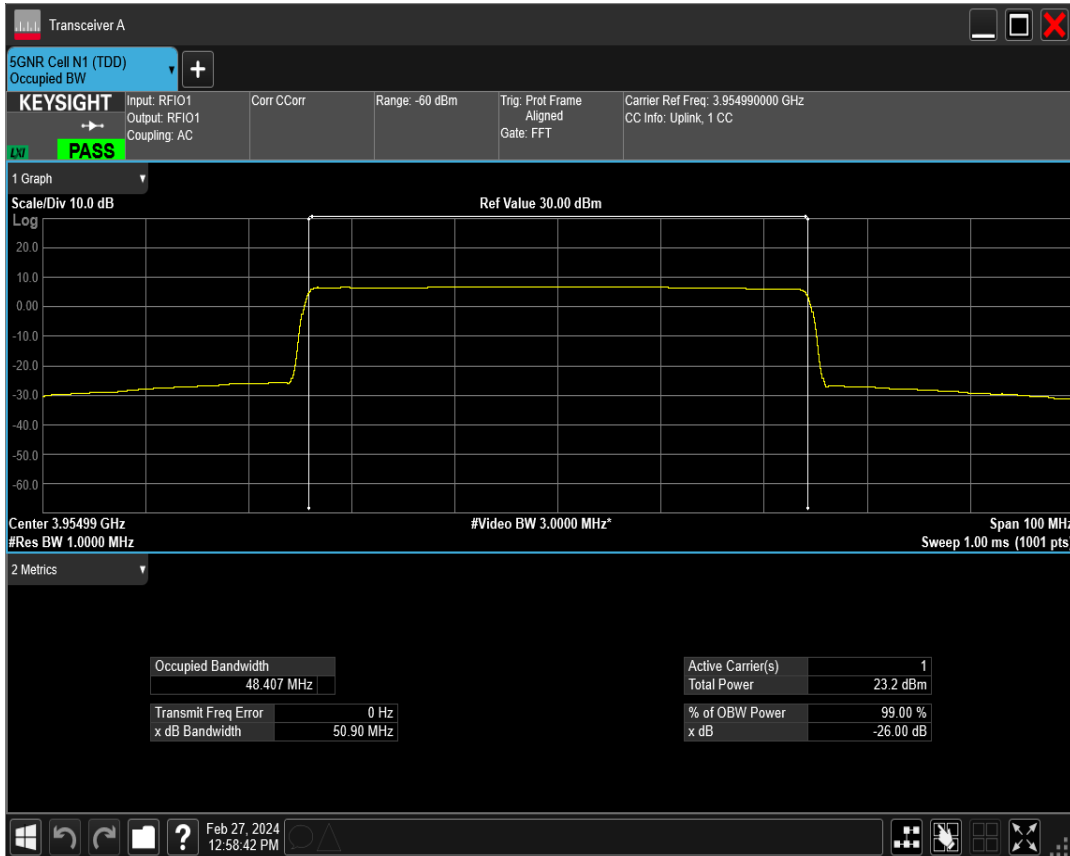 Transceiver A
5GNR Cell N1 (TDD)
Occupied BW
+
KEYSIGHT
LXI
PASS
Input: RFIO1
Output: RFIO1
Coupling: AC
Corr CCorr
Range: -60 dBm
Trig: Prot Frame
Aligned
Gate: FFT
Carrier Ref Freq: 3.954990000 GHz
CC Info: Uplink, 1 CC
1 Graph
Scale/Div 10.0 dB
Ref Value 30.00 dBm
Log
20.0
10.0
0.00
-10.0
-20.0
-30.0
-40.0
-50.0
-60.0
Center 3.95499 GHz
#Video BW 3.0000 MHz*
Span 100 MHz
#Res BW 1.0000 MHz
Sweep 1.00 ms (1001 pts)
2 Metrics
Occupied Bandwidth
48.407 MHz
Transmit Freq Error 0 Hz
x dB Bandwidth 50.90 MHz
Active Carrier(s) 1
Total Power 23.2 dBm
% of OBW Power 99.00 %
x dB -26.00 dB
?
Feb 27, 2024
12:58:42 PM